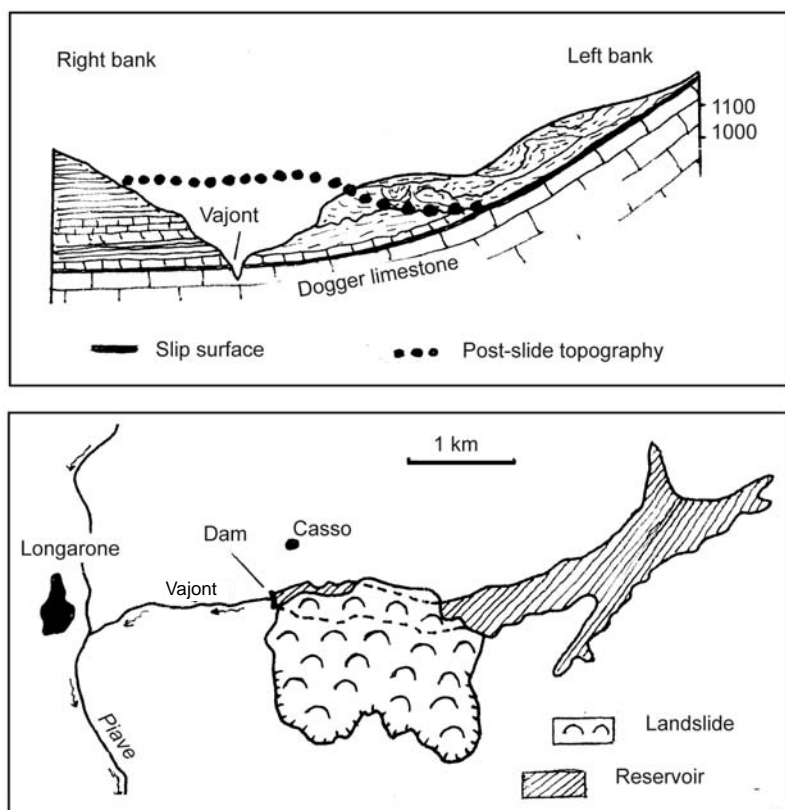 Right bank
Left bank
1100
1000
Vajont
Dogger limestone
Slip surface
Post-slide topography
1 km
Dam
Casso
Longarone
Vajont
Piave
Landslide
Reservoir